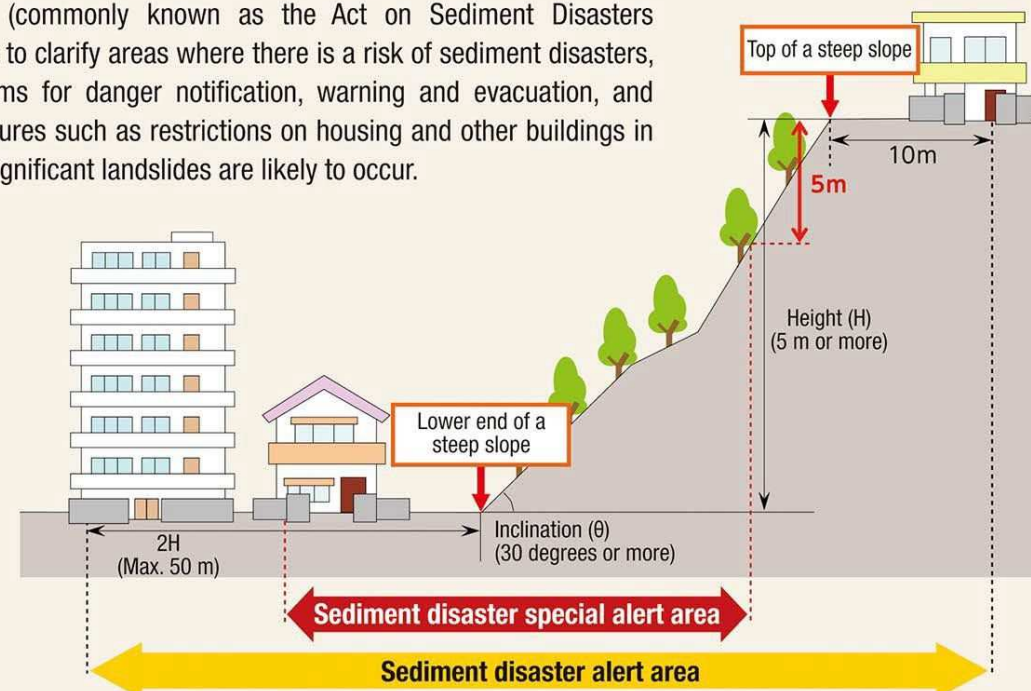 (commonly known as the Act on Sediment Disasters
to clarify areas where there is a risk of sediment disasters,
for danger notification, warning and evacuation, and
such as restrictions on housing and other buildings in
landslides are likely to occur.
Top of a steep slope
10m
5m
Height (H)
(5 m or more)
Lower end of a
steep slope
Inclination (θ)
(30 degrees or more)
2H
(Max. 50 m)
Sediment disaster special alert area
Sediment disaster alert area